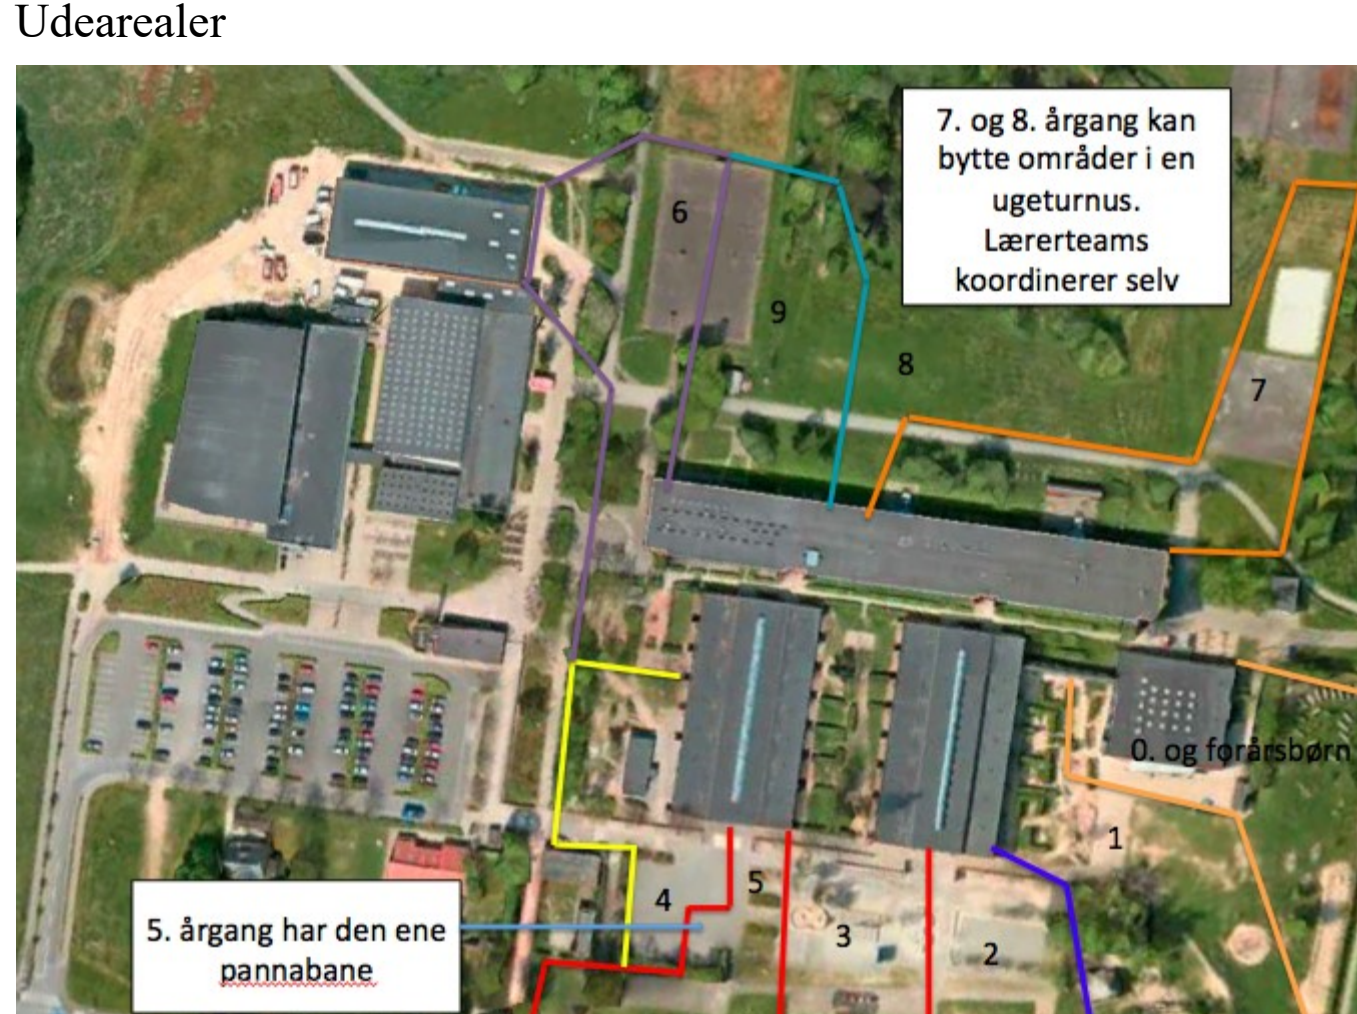 Udearealer
7. og 8. årgang kan
bytte områder i en
ugeturnus.
Lærerteams
koordinerer selv
6
9
8
7
0. og forårsbørn
1
4
5
3
2
5. årgang har den ene
pannabane